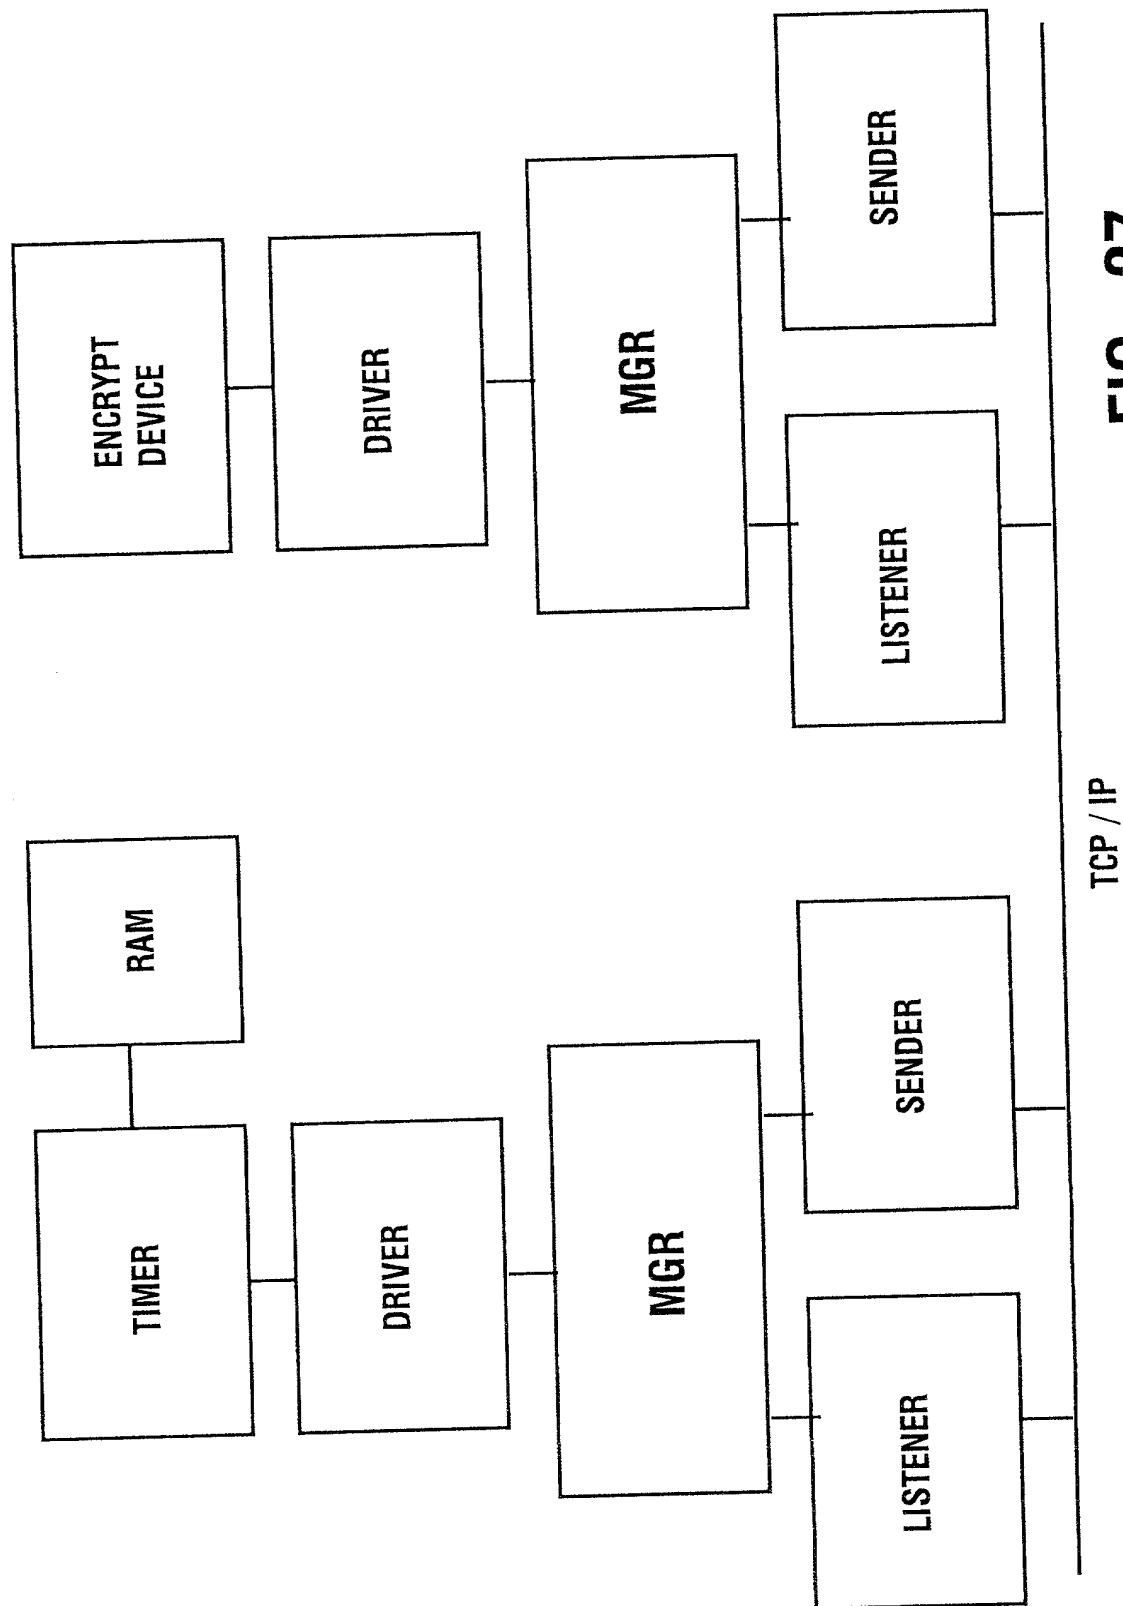 TIMER
RAM
ENCRYPT
DEVICE
DRIVER
DRIVER
MGR
MGR
LISTENER
SENDER
LISTENER
SENDER
TCP / IP